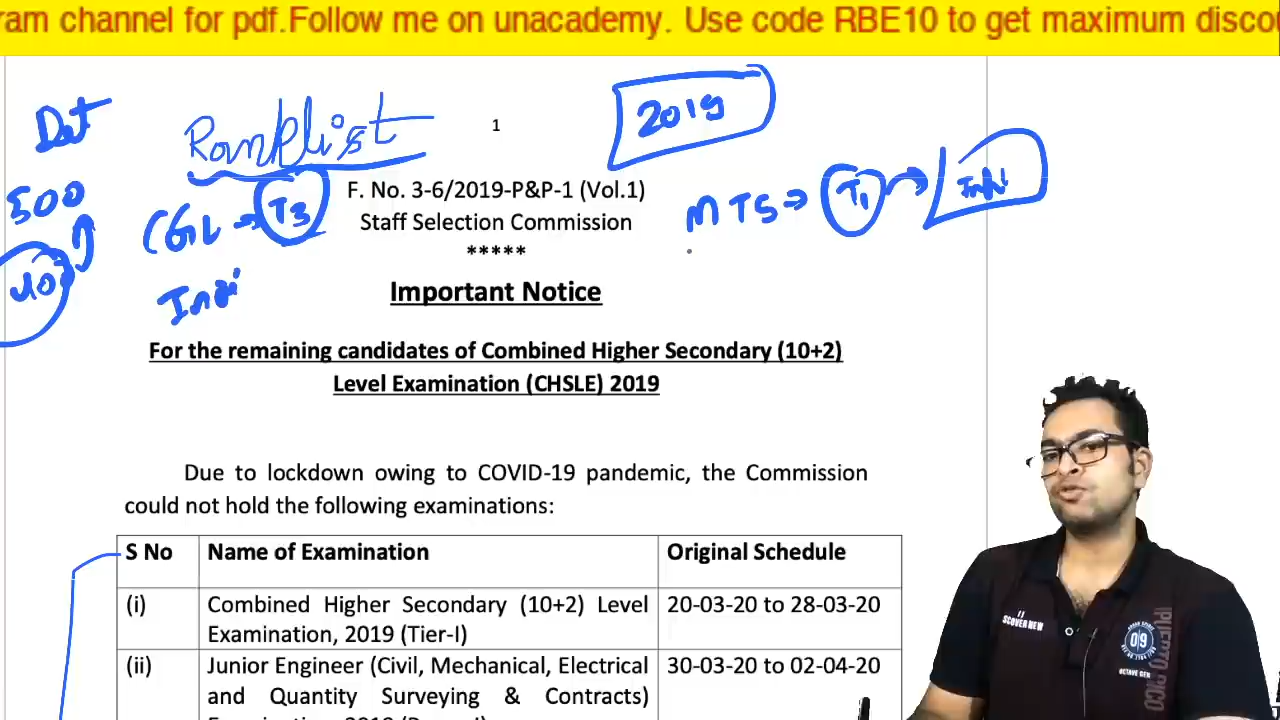 ram channel for pdf.Follow me on unacademy. Use code RBE10 to get maximum disco
Dat
Ranklist
2019
1
500
CGL → T3
F. No. 3-6/2019-P&P-1 (Vol.1)
MTS → T1 →
Staff Selection Commission
*****
Important Notice
For the remaining candidates of Combined Higher Secondary (10+2)
Level Examination (CHSLE) 2019
Due to lockdown owing to COVID-19 pandemic, the Commission
could not hold the following examinations:
S No Name of Examination Original Schedule
(i) Combined Higher Secondary (10+2) Level 20-03-20 to 28-03-20
Examination, 2019 (Tier-I)
(ii) Junior Engineer (Civil, Mechanical, Electrical 30-03-20 to 02-04-20
and Quantity Surveying & Contracts)
SCOVER NEW
09
PUERTO RICO